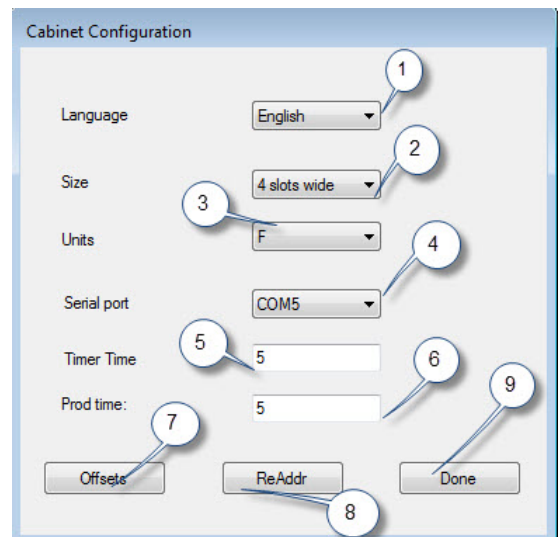 Cabinet Configuration
1
Language English
2
Size 4 slots wide
3
Units F
4
Serial port COM5
5
Timer Time 5
6
Prod time: 5
7
9
Offsets ReAddr Done
8